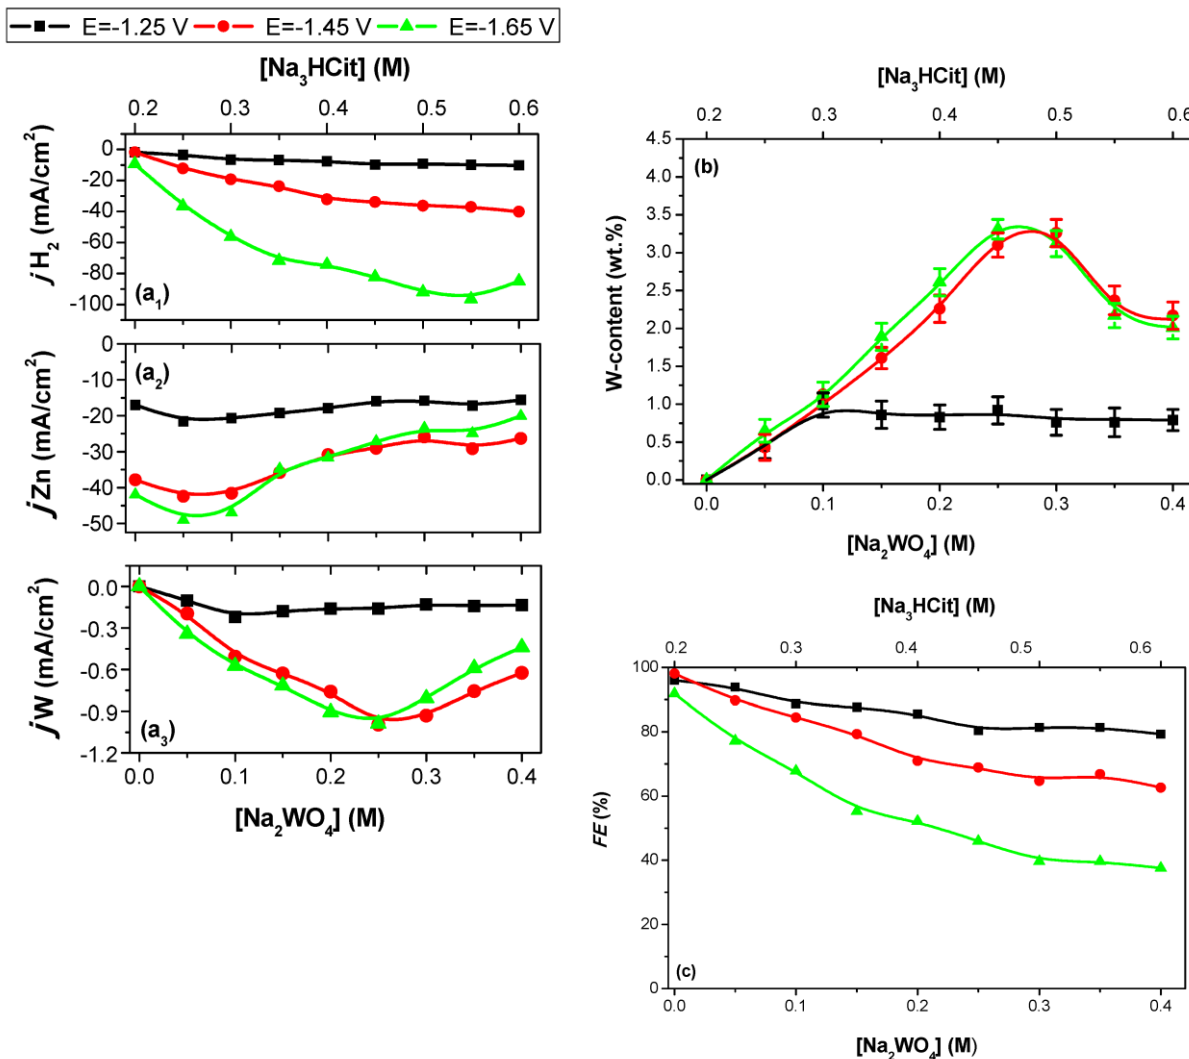 E=-1.25 V E=-1.45 V E=-1.65 V
[Na₃HCit] (M)
0.2 0.3 0.4 0.5 0.6
0
-20
-40
-60
-80
-100
j H₂ (mA/cm²)
(a₁)
0
-10
-20
-30
-40
-50
j Zn (mA/cm²)
(a₂)
0.0
-0.3
-0.6
-0.9
-1.2
j W (mA/cm²)
(a₃)
0.0 0.1 0.2 0.3 0.4
[Na₂WO₄] (M)
[Na₃HCit] (M)
0.2 0.3 0.4 0.5 0.6
4.5
4.0
3.5
3.0
2.5
2.0
1.5
1.0
0.5
0.0
W-content (wt.%)
(b)
0.0 0.1 0.2 0.3 0.4
[Na₂WO₄] (M)
[Na₃HCit] (M)
0.2 0.3 0.4 0.5 0.6
100
80
60
40
20
0
FE (%)
(c)
0.0 0.1 0.2 0.3 0.4
[Na₂WO₄] (M)